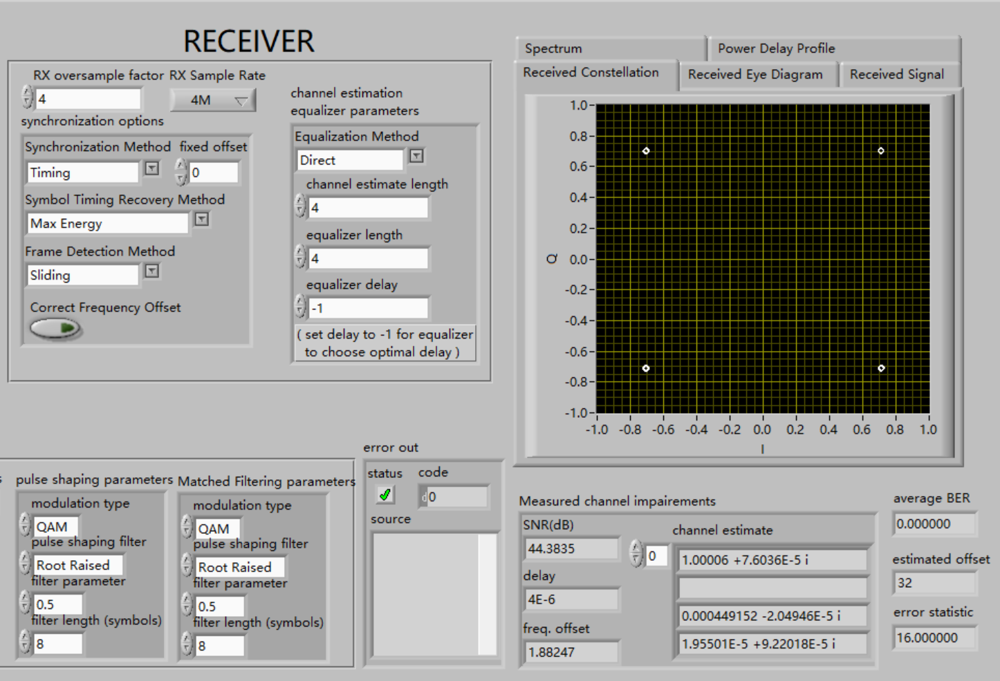 RECEIVER
RX oversample factor
RX Sample Rate
4
4M
synchronization options
Synchronization Method
fixed offset
Timing
0
Symbol Timing Recovery Method
Max Energy
Frame Detection Method
Sliding
Correct Frequency Offset
channel estimation
equalizer parameters
Equalization Method
Direct
channel estimate length
4
equalizer length
4
equalizer delay
-1
( set delay to -1 for equalizer
to choose optimal delay )
Spectrum
Power Delay Profile
Received Constellation
Received Eye Diagram
Received Signal
1.0
0.8
0.6
0.4
0.2
0.0
-0.2
-0.4
-0.6
-0.8
-1.0
Q
-1.0 -0.8 -0.6 -0.4 -0.2 0.0 0.2 0.4 0.6 0.8 1.0
I
pulse shaping parameters
modulation type
QAM
pulse shaping filter
Root Raised
filter parameter
0.5
filter length (symbols)
8
Matched Filtering parameters
modulation type
QAM
pulse shaping filter
Root Raised
filter parameter
0.5
filter length (symbols)
8
error out
status
code
d0
source
Measured channel impairements
SNR(dB)
44.3835
delay
4E-6
freq. offset
1.88247
channel estimate
0
1.00006 +7.6036E-5 i
0.000449152 -2.04946E-5 i
1.95501E-5 +9.22018E-5 i
average BER
0.000000
estimated offset
32
error statistic
16.000000